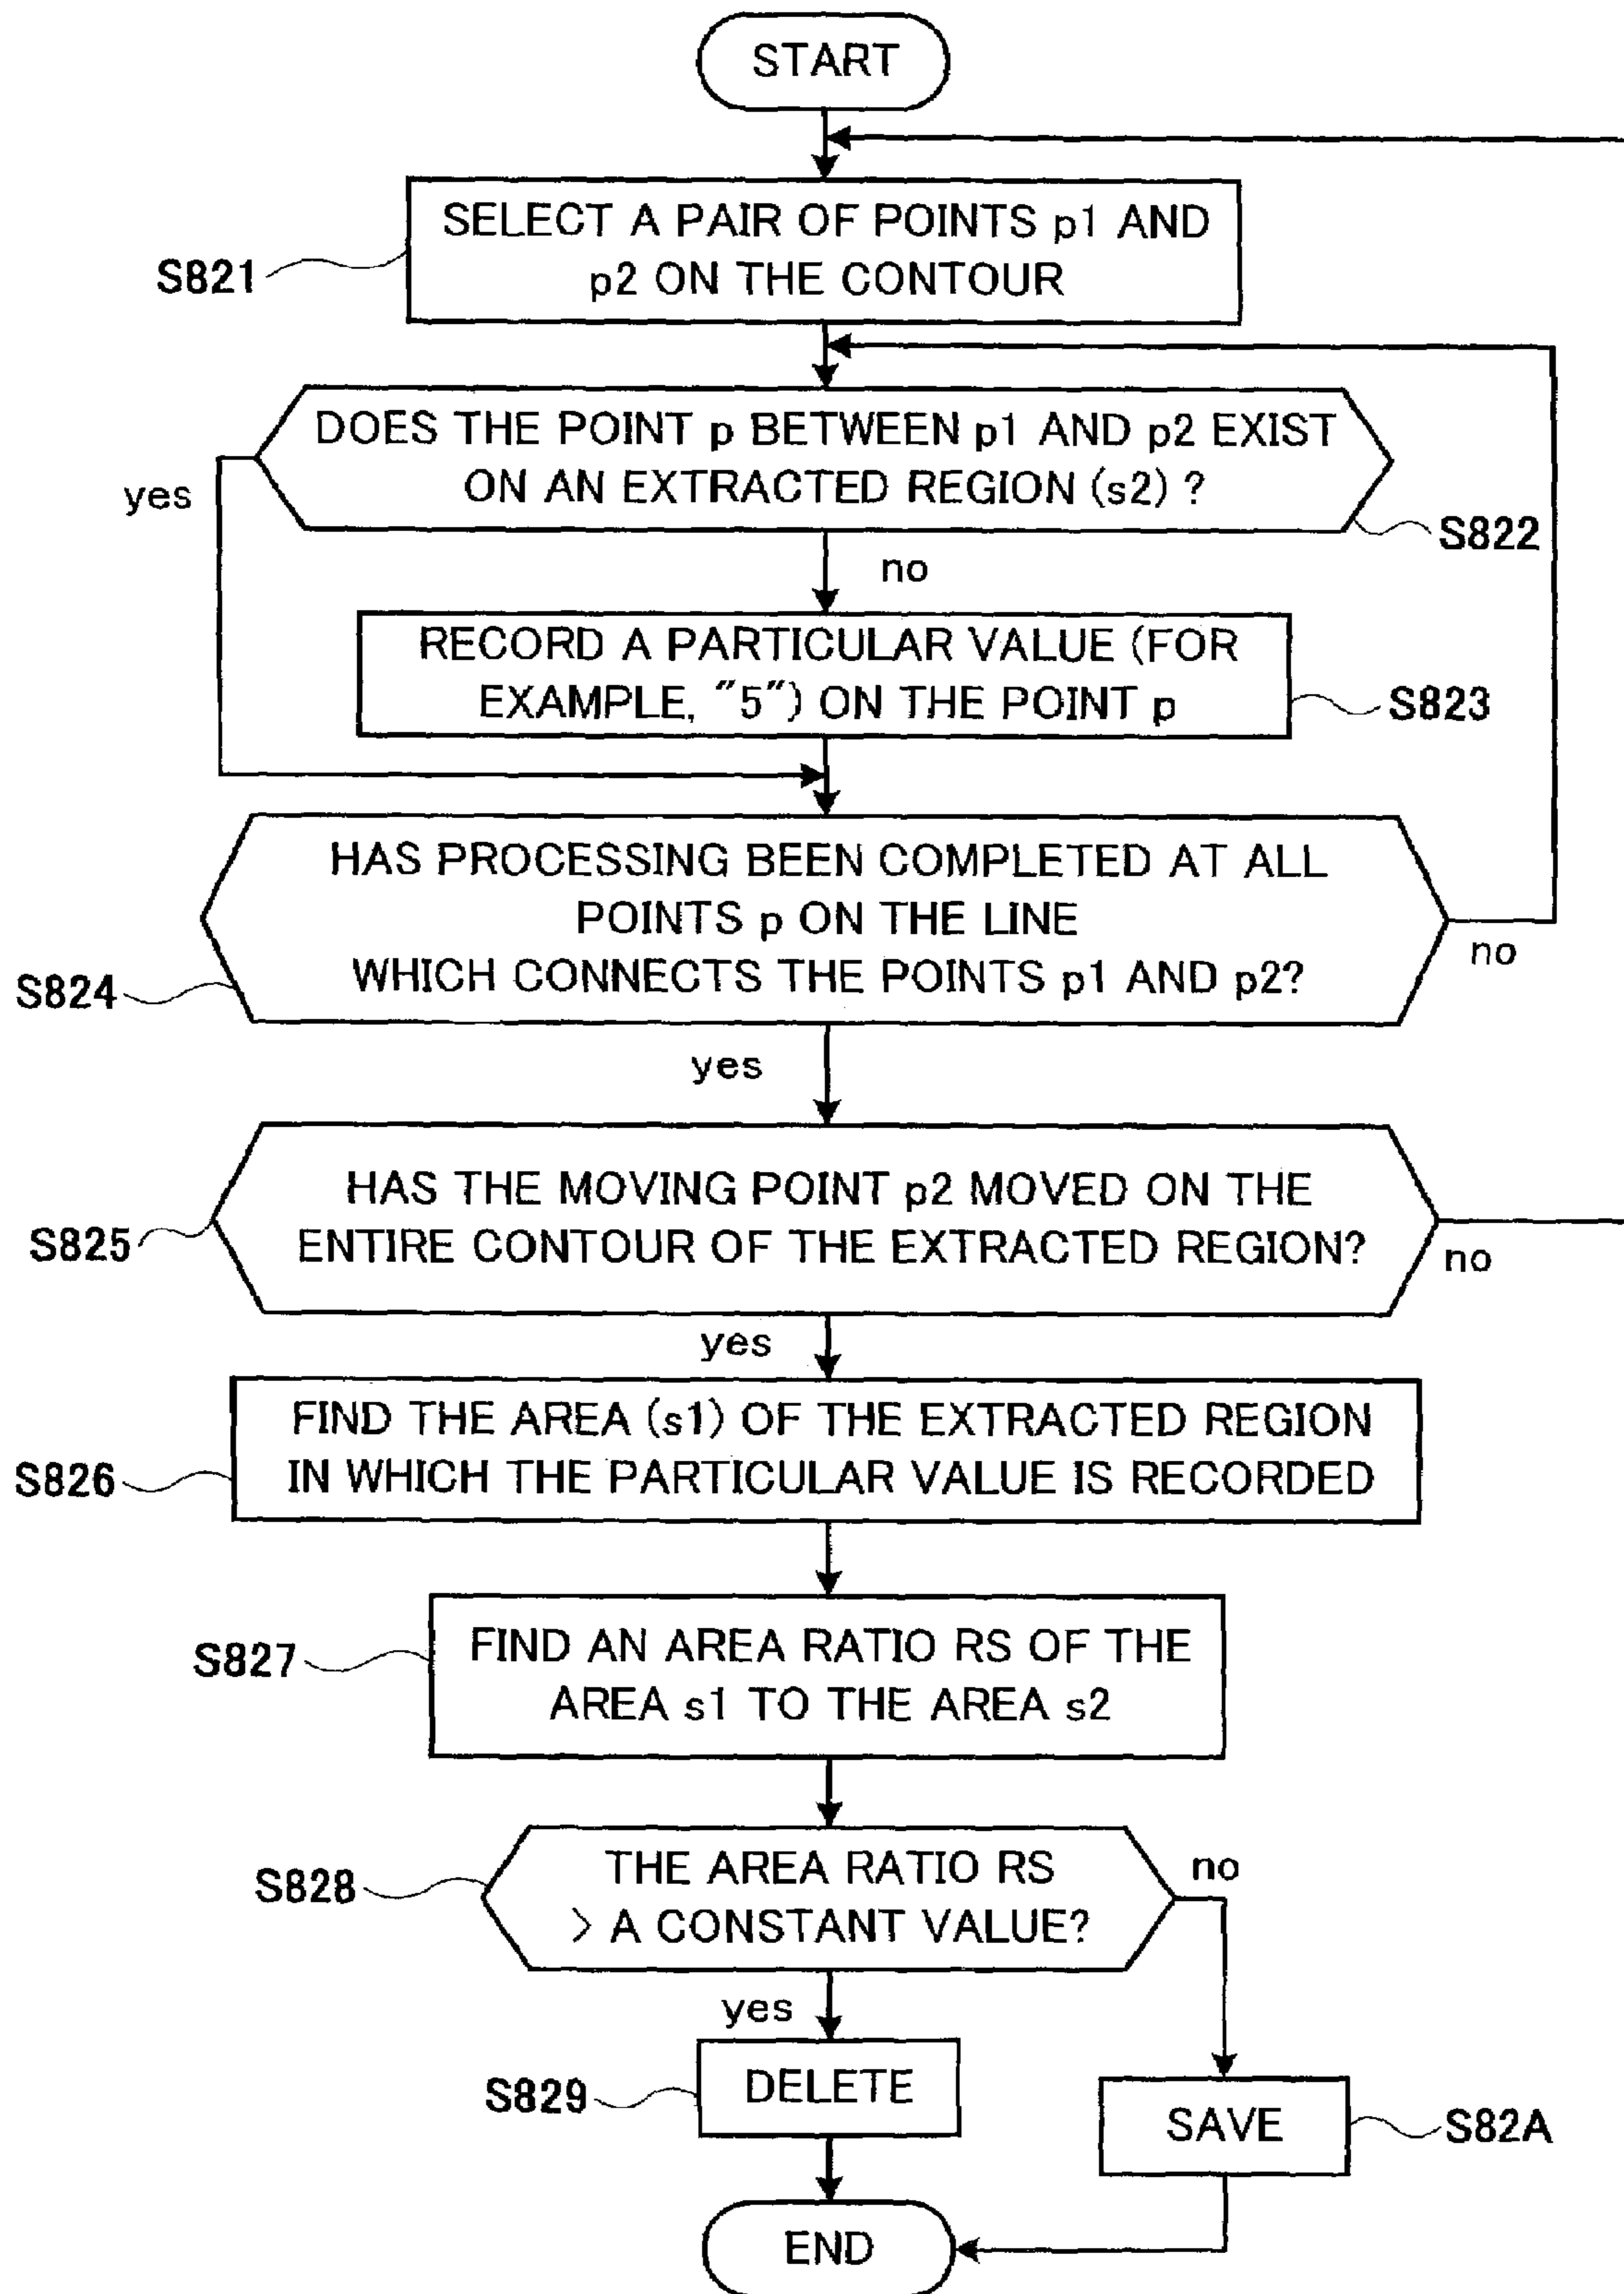 START
SELECT A PAIR OF POINTS p1 AND
p2 ON THE CONTOUR
S821
DOES THE POINT p BETWEEN p1 AND p2 EXIST
ON AN EXTRACTED REGION (s2) ?
yes
S822
no
RECORD A PARTICULAR VALUE (FOR
EXAMPLE, "5") ON THE POINT p
S823
HAS PROCESSING BEEN COMPLETED AT ALL
POINTS p ON THE LINE
WHICH CONNECTS THE POINTS p1 AND p2?
no
S824
yes
HAS THE MOVING POINT p2 MOVED ON THE
ENTIRE CONTOUR OF THE EXTRACTED REGION?
S825
no
yes
FIND THE AREA (s1) OF THE EXTRACTED REGION
IN WHICH THE PARTICULAR VALUE IS RECORDED
S826
FIND AN AREA RATIO RS OF THE
AREA s1 TO THE AREA s2
S827
THE AREA RATIO RS
> A CONSTANT VALUE?
S828
no
yes
DELETE
S829
SAVE
S82A
END